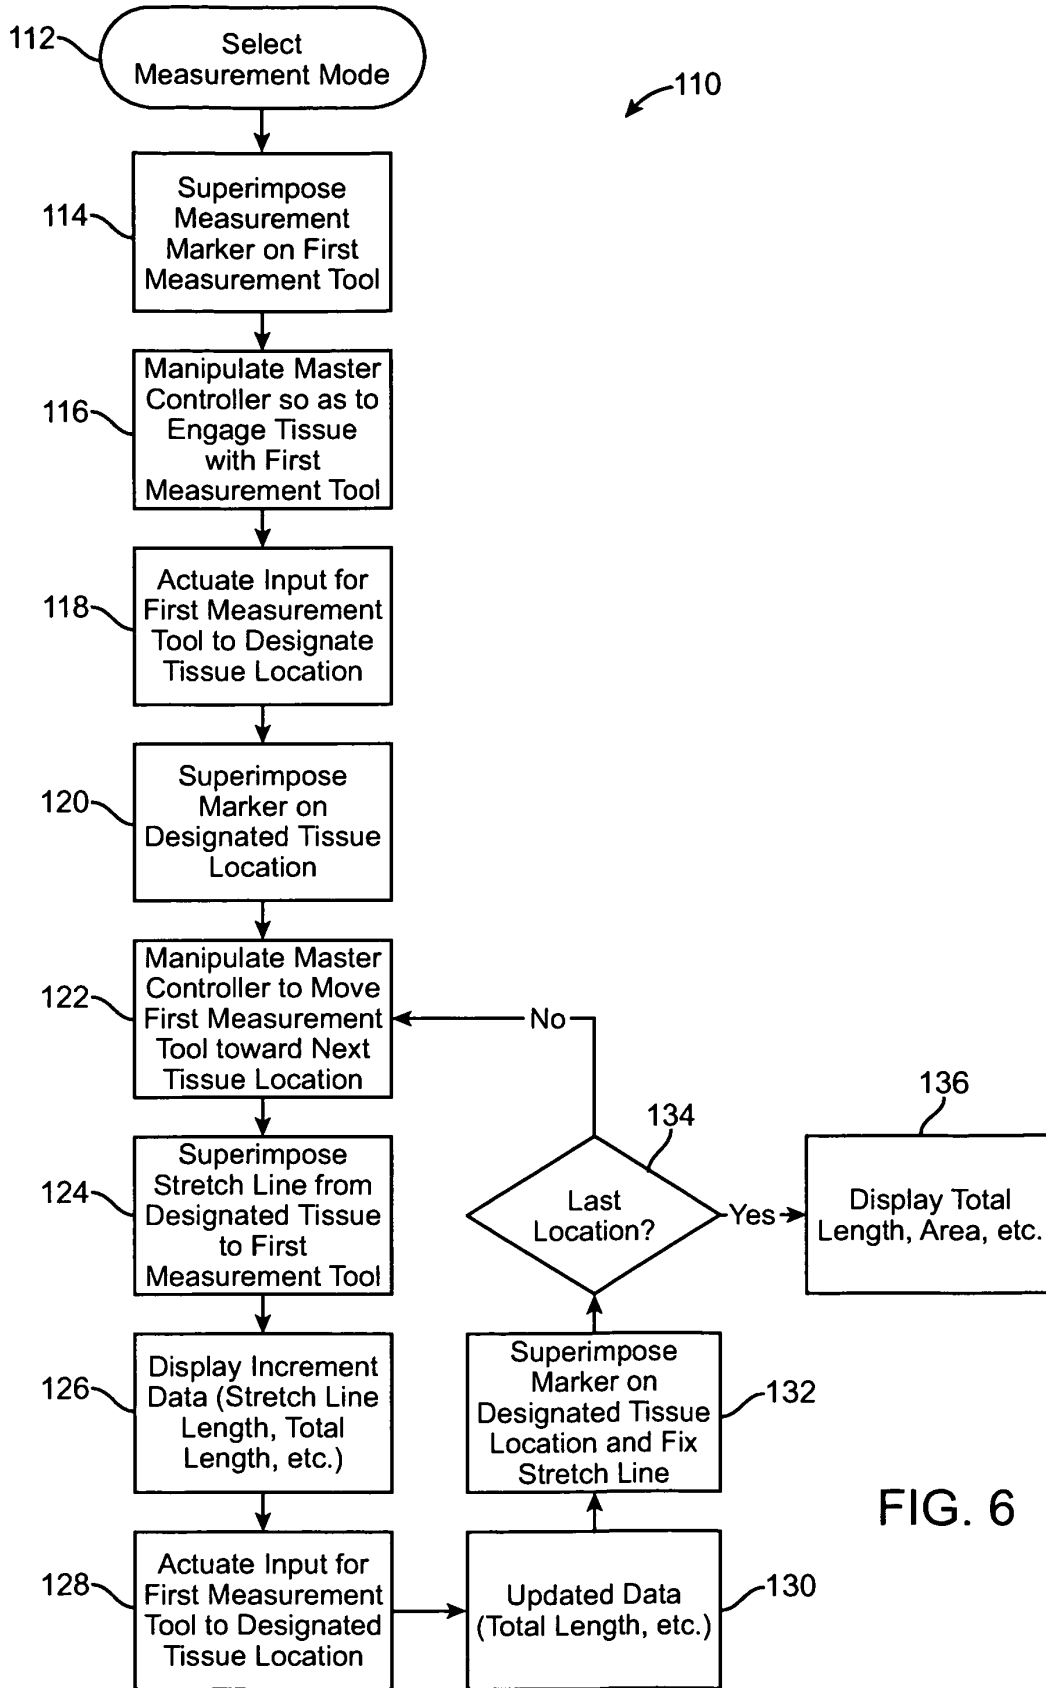 112
Select
Measurement Mode
110
114
Superimpose
Measurement
Marker on First
Measurement Tool
116
Manipulate Master
Controller so as to
Engage Tissue
with First
Measurement Tool
118
Actuate Input for
First Measurement
Tool to Designate
Tissue Location
120
Superimpose
Marker on
Designated Tissue
Location
122
Manipulate Master
Controller to Move
First Measurement
Tool toward Next
Tissue Location
No
124
Superimpose
Stretch Line from
Designated Tissue
to First
Measurement Tool
126
Display Increment
Data (Stretch Line
Length, Total
Length, etc.)
128
Actuate Input for
First Measurement
Tool to Designated
Tissue Location
Updated Data
(Total Length, etc.)
130
Superimpose
Marker on
Designated Tissue
Location and Fix
Stretch Line
132
134
Last
Location?
Yes
136
Display Total
Length, Area, etc.
FIG. 6